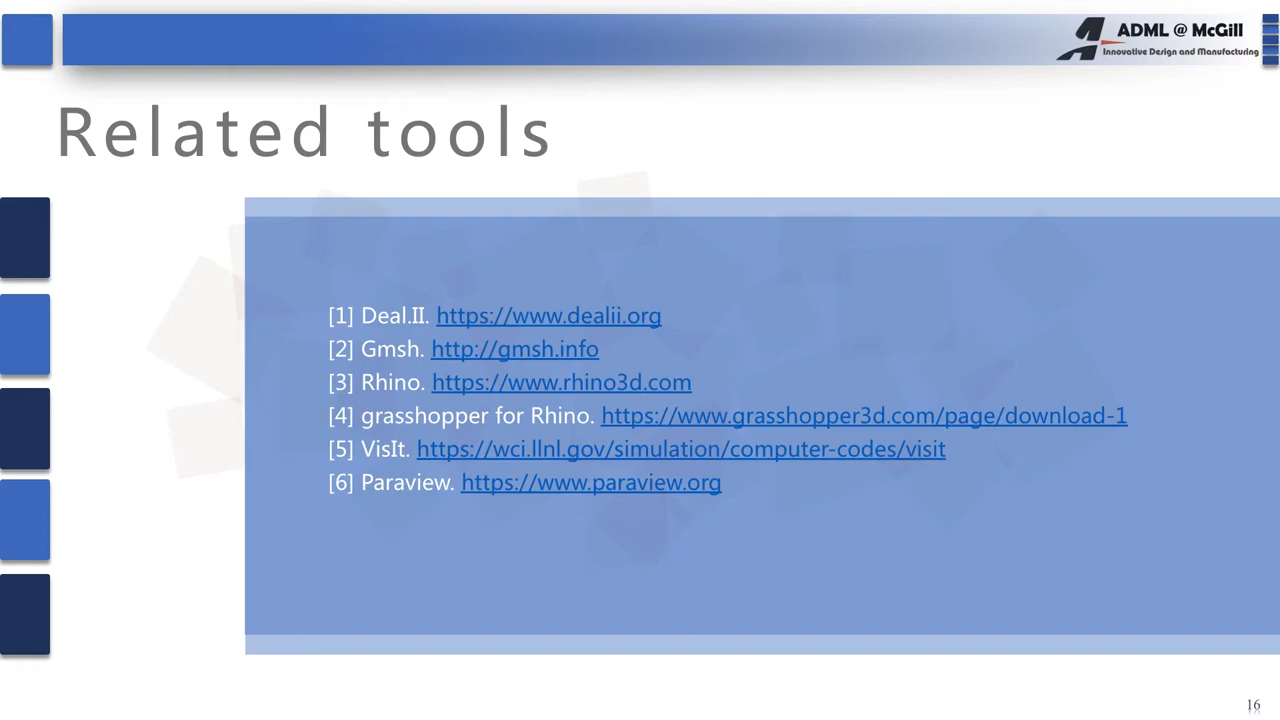 ADML @ McGill
Innovative Design and Manufacturing
Related tools
[1] Deal.II. https://www.dealii.org
[2] Gmsh. http://gmsh.info
[3] Rhino. https://www.rhino3d.com
[4] grasshopper for Rhino. https://www.grasshopper3d.com/page/download-1
[5] VisIt. https://wci.llnl.gov/simulation/computer-codes/visit
[6] Paraview. https://www.paraview.org
16